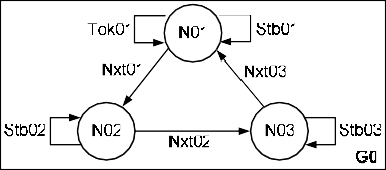 Tok01 N01 Stb01
Nxt01 Nxt03
Stb02 N02 Nxt02 N03 Stb03
G0